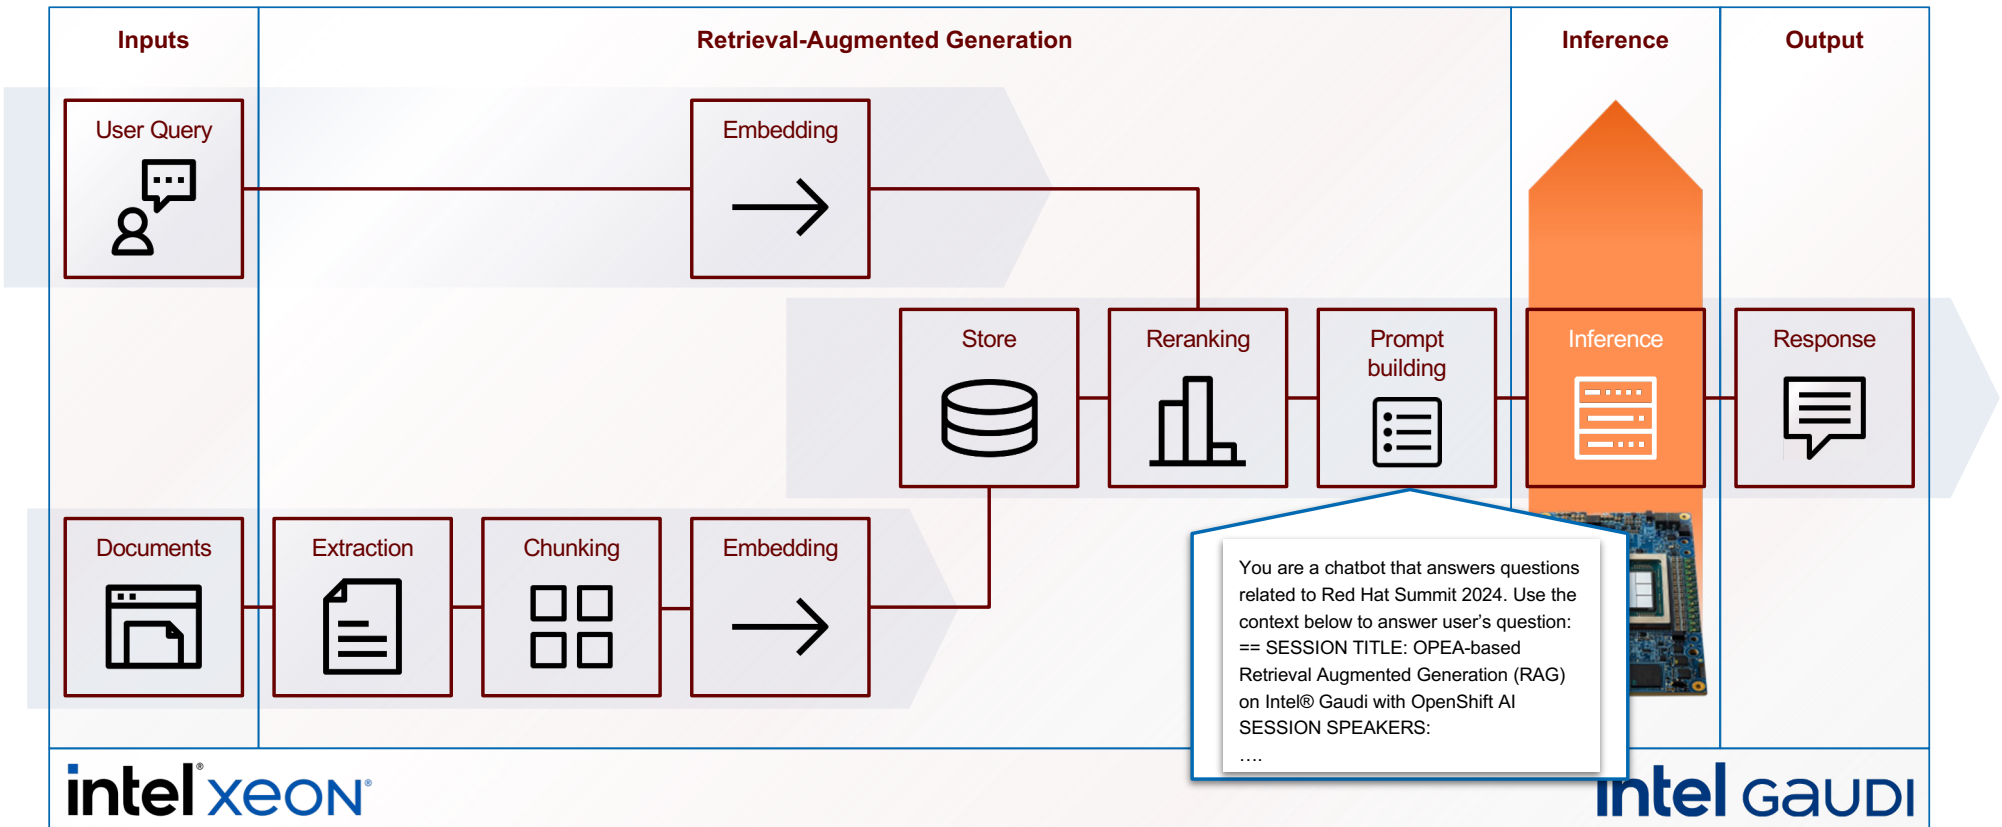 Inputs
Retrieval-Augmented Generation
Inference
Output
User Query
Embedding
Store
Reranking
Prompt
building
Inference
Response
Documents
Extraction
Chunking
Embedding
You are a chatbot that answers questions
related to Red Hat Summit 2024. Use the
context below to answer user’s question:
== SESSION TITLE: OPEA-based
Retrieval Augmented Generation (RAG)
on Intel® Gaudi with OpenShift AI
SESSION SPEAKERS:
….
intel® xeon®
intel gaudi